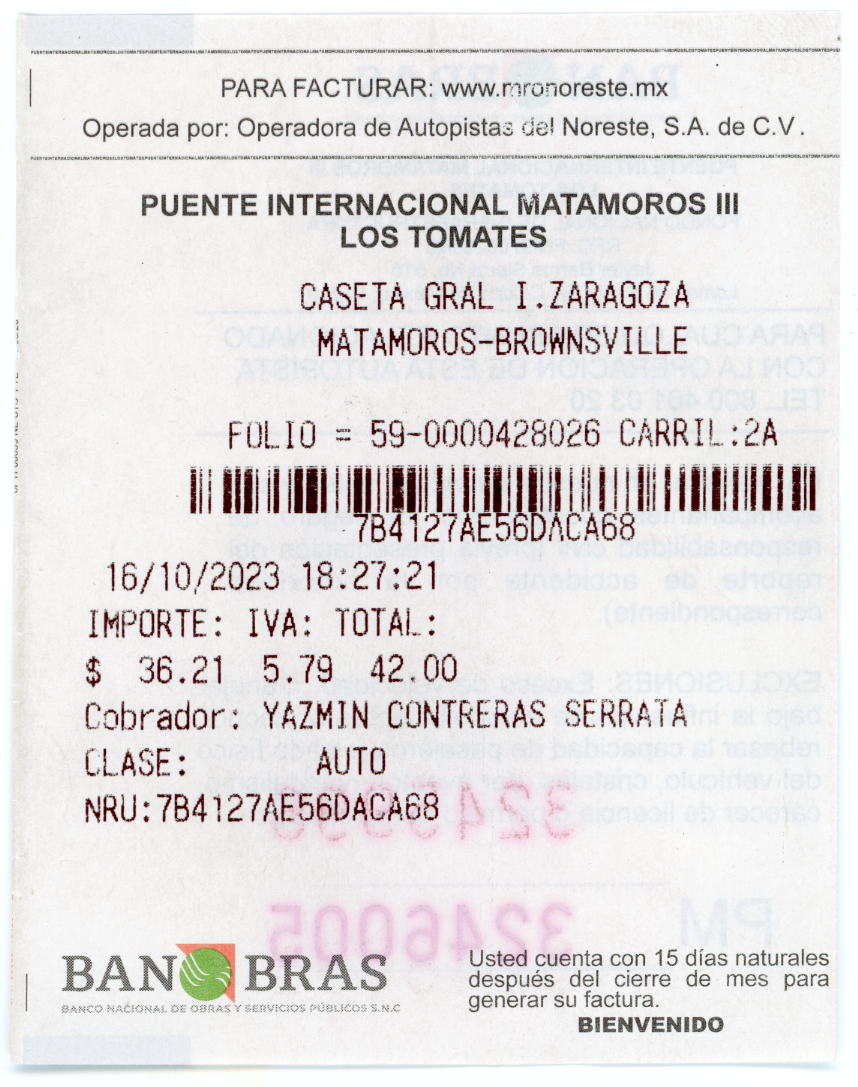 PARA FACTURAR: www.mronoreste.mx
Operada por: Operadora de Autopistas del Noreste, S.A. de C.V.
PUENTE INTERNACIONAL MATAMOROS III
LOS TOMATES
CASETA GRAL I.ZARAGOZA
MATAMOROS-BROWNSVILLE
FOLIO = 59-0000428026 CARRIL:2A
7B4127AE56DACA68
16/10/2023 18:27:21
IMPORTE: IVA: TOTAL:
$ 36.21 5.79 42.00
Cobrador: YAZMIN CONTRERAS SERRATA
CLASE: AUTO
NRU:7B4127AE56DACA68
BANOBRAS
BANCO NACIONAL DE OBRAS Y SERVICIOS PÚBLICOS S.N.C
Usted cuenta con 15 días naturales
después del cierre de mes para
generar su factura.
BIENVENIDO